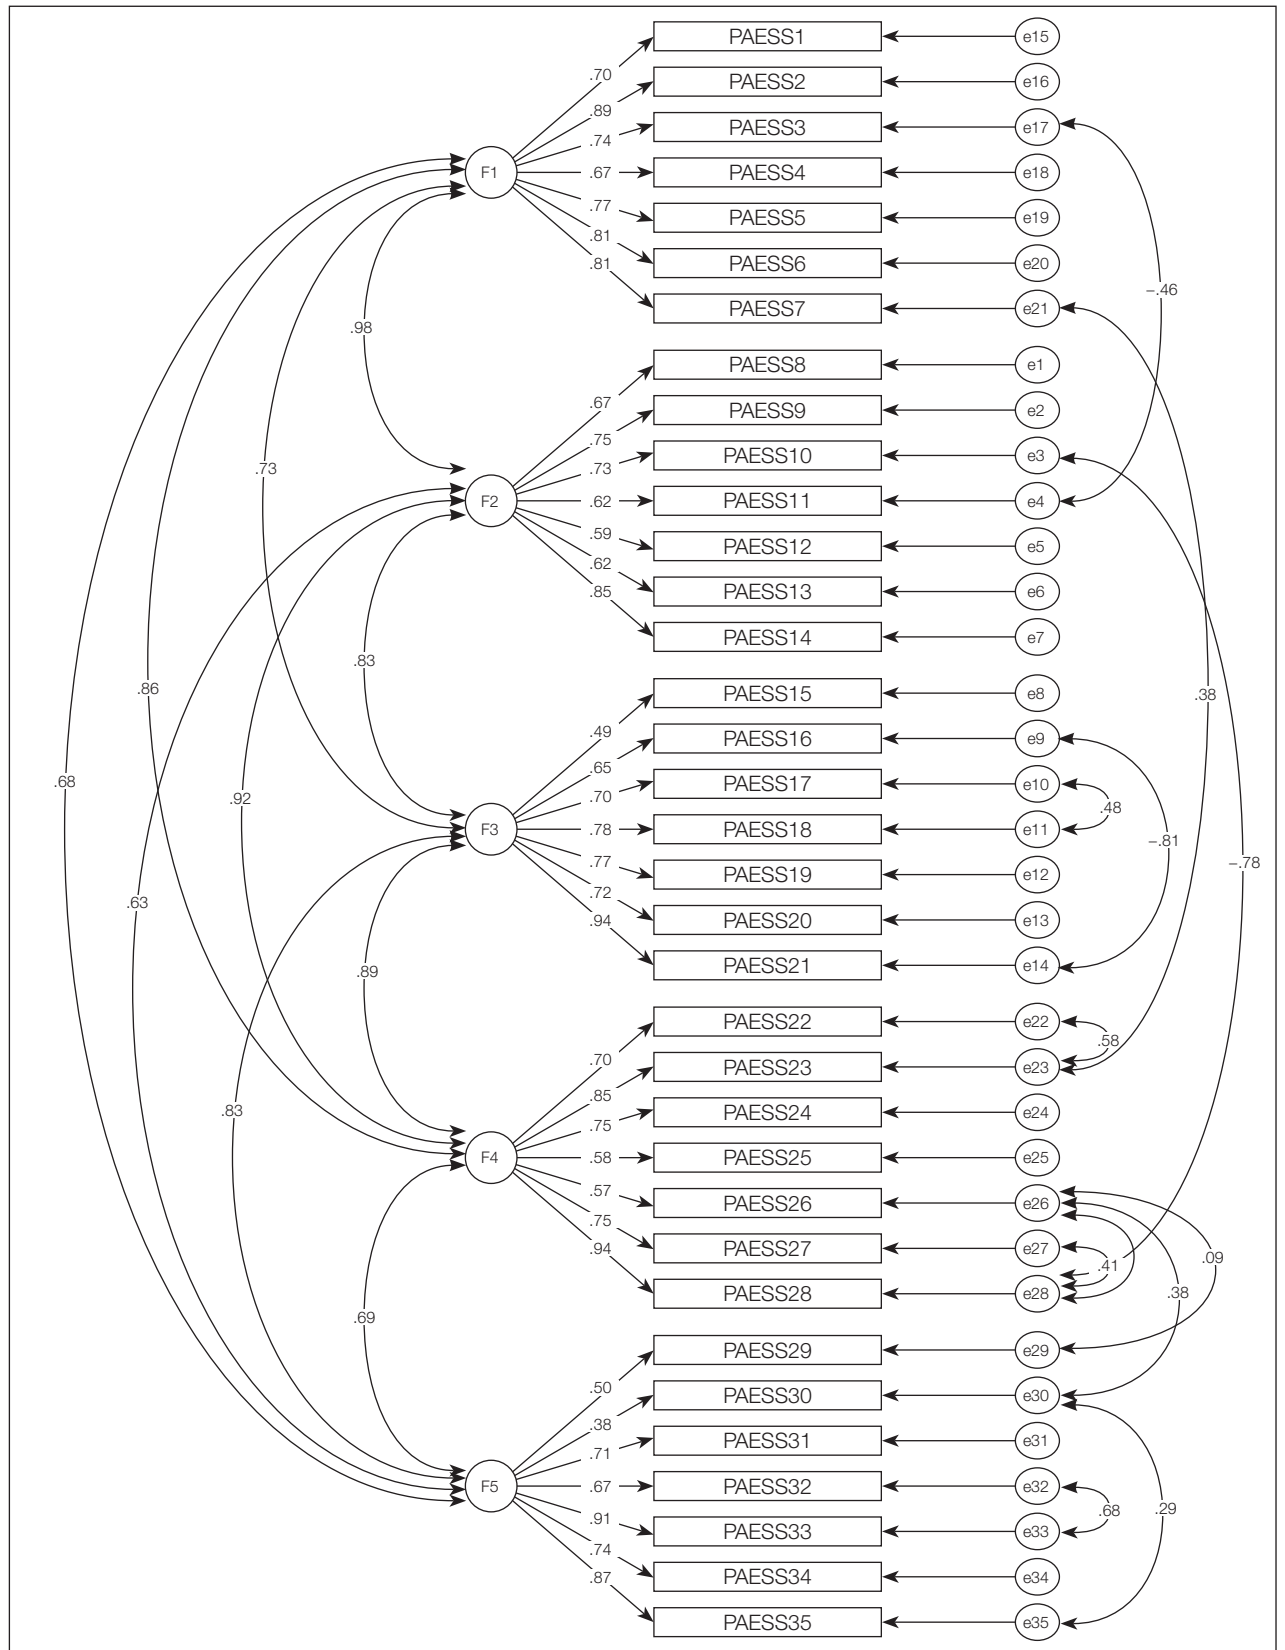 PAESS1 e15
.70
PAESS2 e16
.89
PAESS3 e17
.74
F1 .67 PAESS4 e18
.77
PAESS5 e19
.81
PAESS6 e20
.81
–.46
PAESS7 e21
.98
PAESS8 e1
.67
PAESS9 e2
.75
.73
.73 PAESS10 e3
F2 .62 PAESS11 e4
.59
PAESS12 e5
.62
PAESS13 e6
.85
PAESS14 e7
.83
.86
PAESS15 e8
.38
.49
PAESS16 e9
.65
.68
.70 PAESS17 e10
.92
.48
F3 .78 PAESS18 e11
–.81
.77
–.78
PAESS19 e12
.72
.63
PAESS20 e13
.94
PAESS21 e14
.89
PAESS22 e22
.58
.70
PAESS23 e23
.85
.83
.75 PAESS24 e24
F4 .58 PAESS25 e25
.57
PAESS26 e26
.75
PAESS27 e27
.94
.09
.41
PAESS28 e28
.38
.69
PAESS29 e29
.50
PAESS30 e30
.38
.71 PAESS31 e31
F5 .67 PAESS32 e32
.68
.29
.91
PAESS33 e33
.74
PAESS34 e34
.87
PAESS35 e35